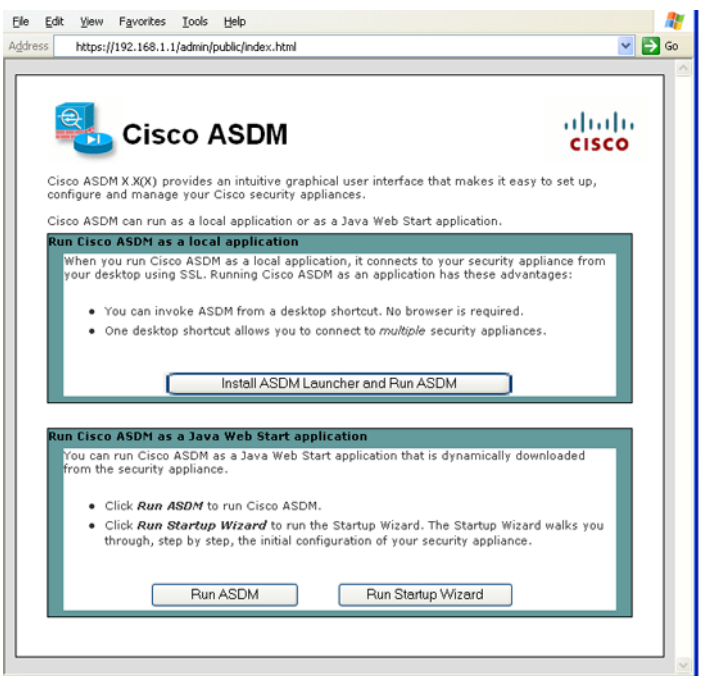 File Edit View Favorites Tools Help
Address https://192.168.1.1/admin/public/index.html Go
Cisco ASDM
CISCO
Cisco ASDM X.X(X) provides an intuitive graphical user interface that makes it easy to set up,
configure and manage your Cisco security appliances.
Cisco ASDM can run as a local application or as a Java Web Start application.
Run Cisco ASDM as a local application
When you run Cisco ASDM as a local application, it connects to your security appliance from
your desktop using SSL. Running Cisco ASDM as an application has these advantages:
• You can invoke ASDM from a desktop shortcut. No browser is required.
• One desktop shortcut allows you to connect to multiple security appliances.
Install ASDM Launcher and Run ASDM
Run Cisco ASDM as a Java Web Start application
You can run Cisco ASDM as a Java Web Start application that is dynamically downloaded
from the security appliance.
• Click Run ASDM to run Cisco ASDM.
• Click Run Startup Wizard to run the Startup Wizard. The Startup Wizard walks you
through, step by step, the initial configuration of your security appliance.
Run ASDM Run Startup Wizard